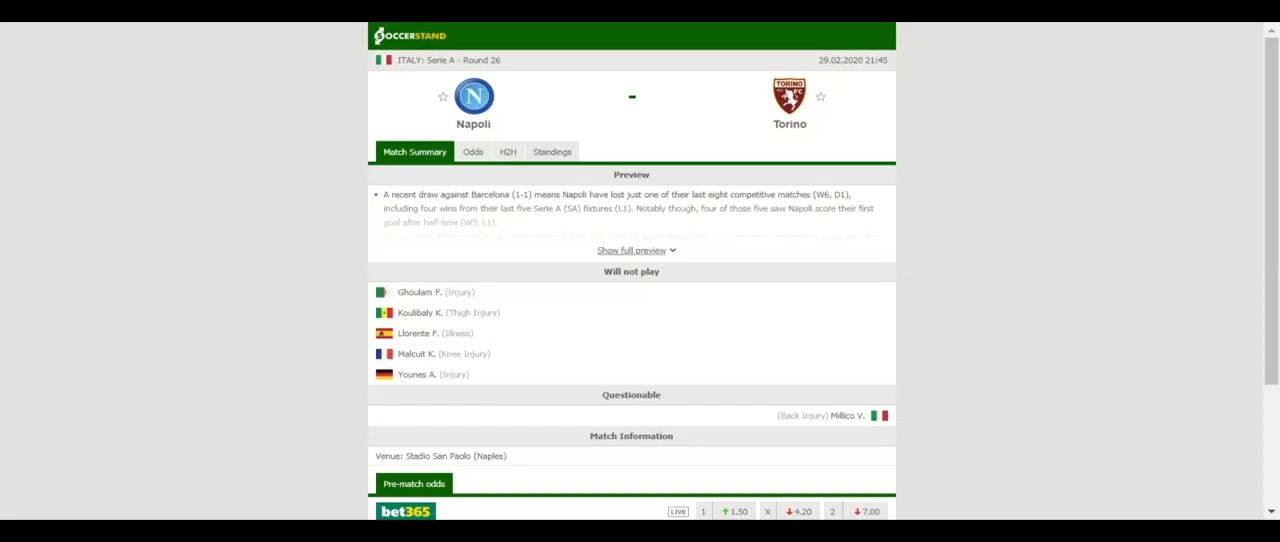 SOCCERSTAND
ITALY: Serie A - Round 26 29.02.2020 21:45
N TORINO FC
-
Napoli Torino
Match Summary Odds H2H Standings
Preview
A recent draw against Barcelona (1-1) means Napoli have lost just one of their last eight competitive matches (W6, D1),
including four wins from their last five Serie A (SA) fixtures (L1). Notably though, four of those five saw Napoli score their first
goal after half-time (W3, L1).
Show full preview
Will not play
Ghoulam F. (Injury)
Koulibaly K. (Thigh Injury)
Llorente F. (Illness)
Malcuit K. (Knee Injury)
Younes A. (Injury)
Questionable
(Back Injury) Millico V.
Match Information
Venue: Stadio San Paolo (Naples)
Pre-match odds
bet365 LIVE 1 1.50 X 4.20 2 7.00